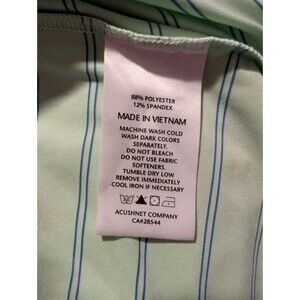 88% POLYESTER
12% SPANDEX
MADE IN VIETNAM
MACHINE WASH COLD
WASH DARK COLORS
SEPARATELY.
DO NOT BLEACH
DO NOT USE FABRIC
SOFTENERS.
TUMBLE DRY LOW
REMOVE IMMEDIATELY
COOL IRON IF NECESSARY
ACUSHNET COMPANY
CA#28544